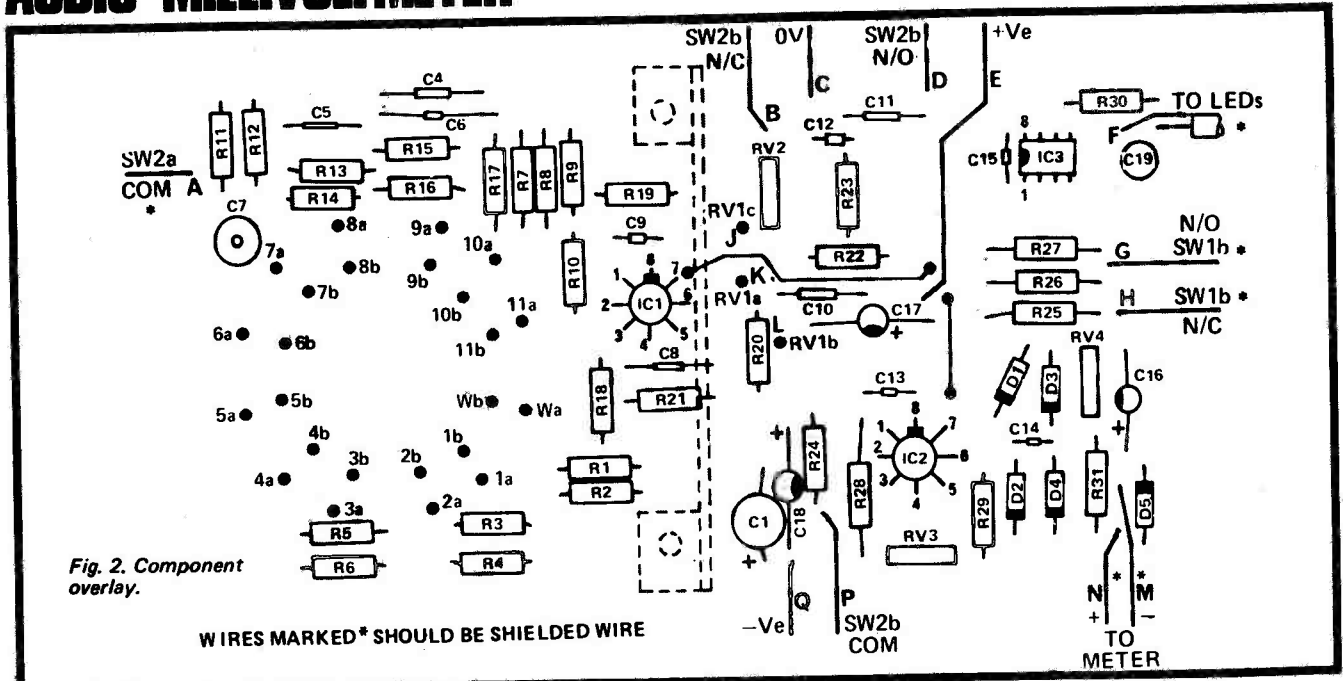 AUDIO MILLIVOLTMETER
SW2b N/C
0V
SW2b N/O
+Ve
B
C
D
E
C4
C5
C6
R11
R12
R13
R14
R15
R16
R17
R7
R8
R9
R10
R19
SW2a
COM A
*
C7
C9
C11
C12
RV2
R23
R22
RV1c
J
K
RV1a
C10
C17
+
L
RV1b
R20
R30
TO LEDs
*
F
C15
8
IC3
1
C19
N/O
G SW1b *
H SW1b *
N/C
R27
R26
R25
RV4
7a
7b
8a
8b
9a
9b
10a
10b
11a
11b
6a
6b
5a
5b
4a
4b
3a
3b
2a
2b
1a
1b
Wa
Wb
8
1
7
2
IC1
6
3
4
5
C8
R18
R21
R1
R2
R3
R4
R5
R6
C13
8
1
7
2
IC2
6
3
4
5
D1
D3
C16
+
C14
D2
D4
R31
D5
R29
R28
R24
+
C18
C1
+
RV3
Q
–Ve
P
SW2b
COM
N
*
M
*
+
–
TO
METER
Fig. 2. Component
overlay.
WIRES MARKED* SHOULD BE SHIELDED WIRE